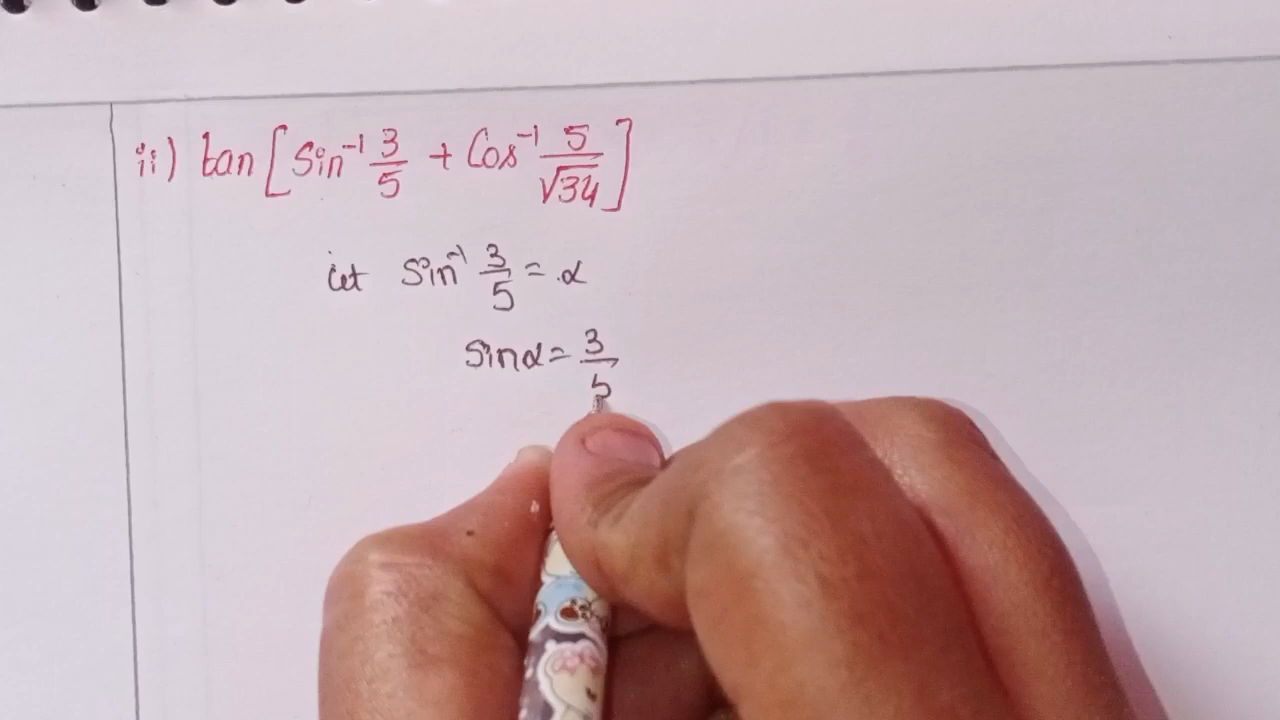 ii) tan [Sin⁻¹ 3/5 + Cos⁻¹ 5/√34]
let Sin⁻¹ 3/5 = α
Sinα = 3/5